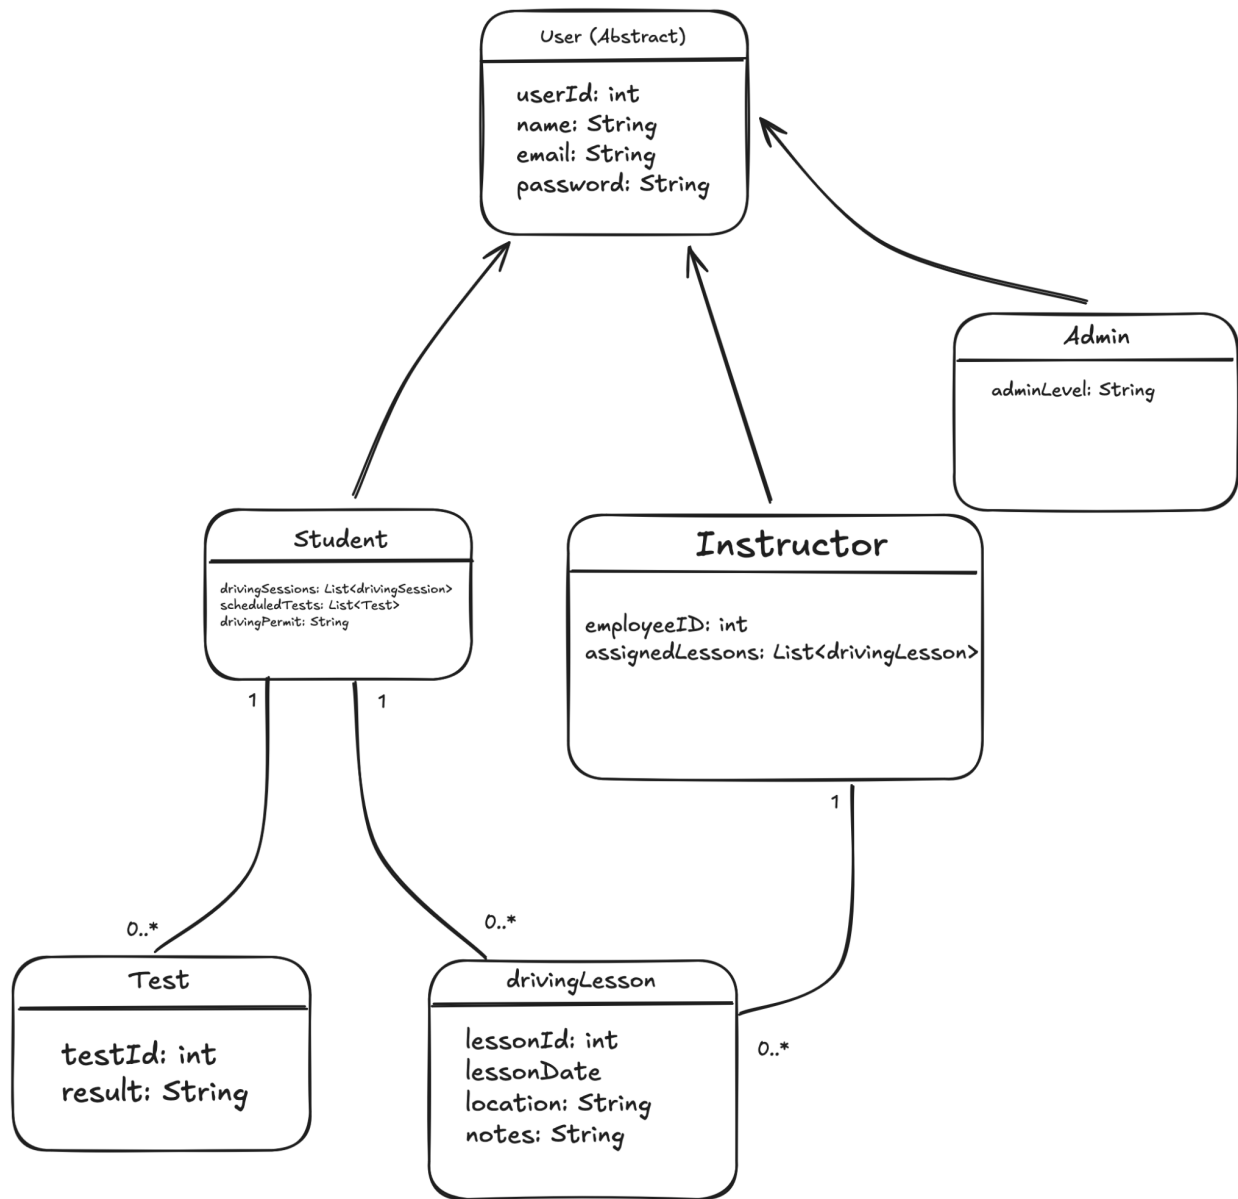 User (Abstract)
userId: int
name: String
email: String
password: String
Admin
adminLevel: String
Student
drivingSessions: List<drivingSession>
scheduledTests: List<Test>
drivingPermit: String
Instructor
employeeID: int
assignedLessons: List<drivingLesson>
1
1
1
0..*
0..*
Test
testId: int
result: String
drivingLesson
lessonId: int
lessonDate
location: String
notes: String
0..*